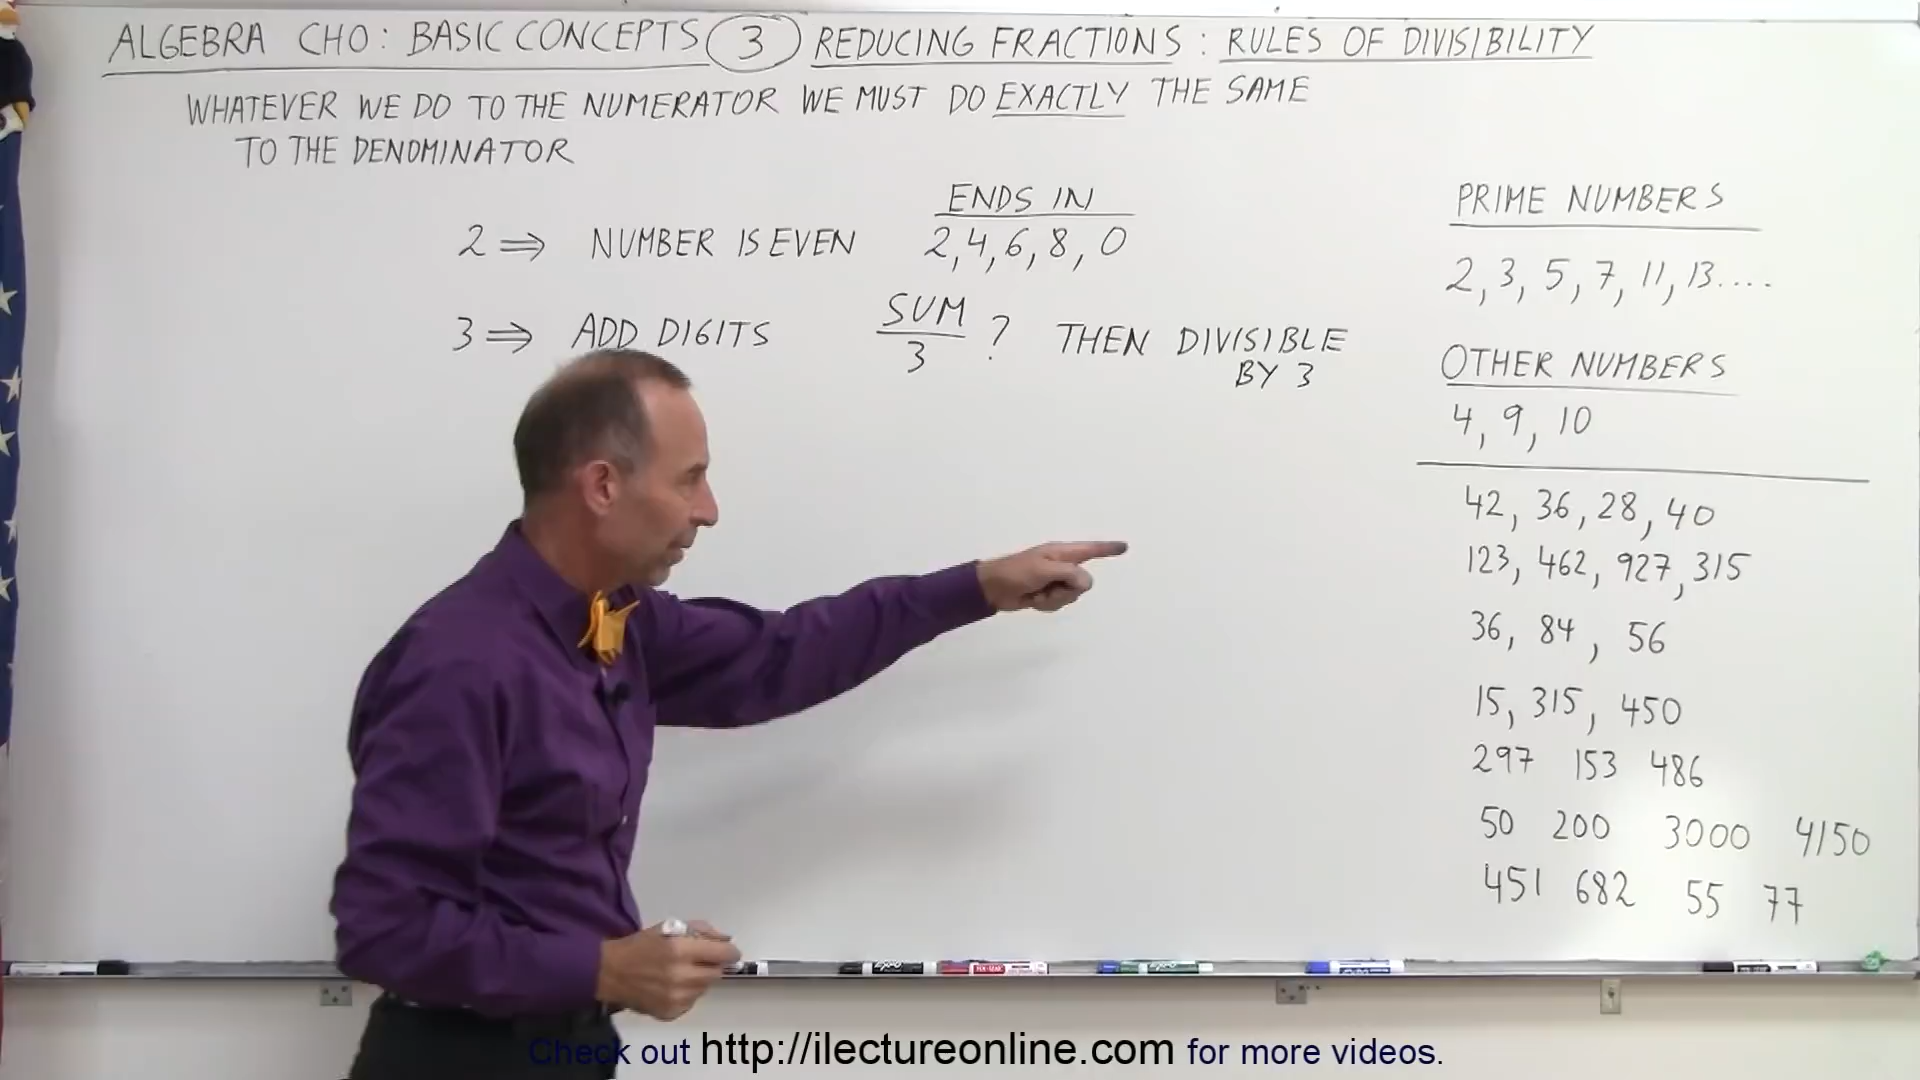 ALGEBRA CH0: BASIC CONCEPTS 3 REDUCING FRACTIONS: RULES OF DIVISIBILITY
WHATEVER WE DO TO THE NUMERATOR WE MUST DO EXACTLY THE SAME
TO THE DENOMINATOR
ENDS IN
2 ⇒ NUMBER IS EVEN 2, 4, 6, 8, 0
3 ⇒ ADD DIGITS SUM/3 ? THEN DIVISIBLE
BY 3
PRIME NUMBERS
2, 3, 5, 7, 11, 13....
OTHER NUMBERS
4, 9, 10
42, 36, 28, 40
123, 462, 927, 315
36, 84, 56
15, 315, 450
297 153 486
50 200 3000 4150
451 682 55 77
Check out http://ilectureonline.com for more videos.